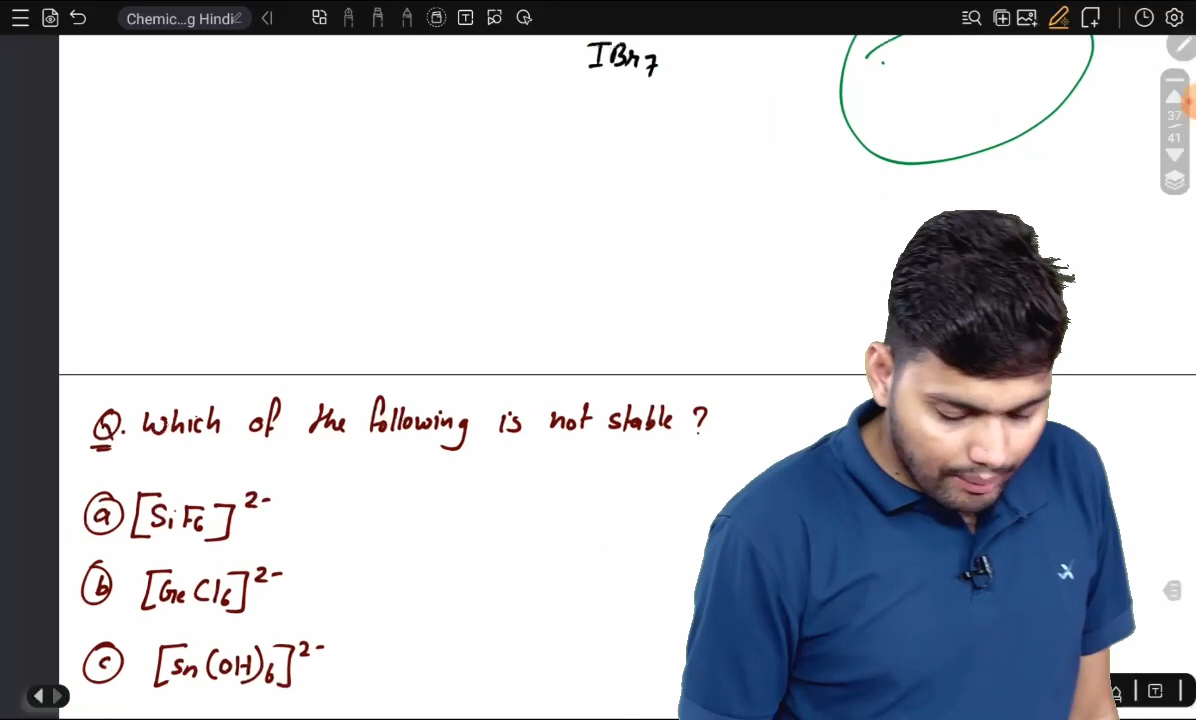 Chemic...g Hindi
IBr7
37
41
Q. Which of the following is not stable ?
ⓐ [SiF6]²⁻
ⓑ [GeCl6]²⁻
ⓒ [Sn(OH)6]²⁻